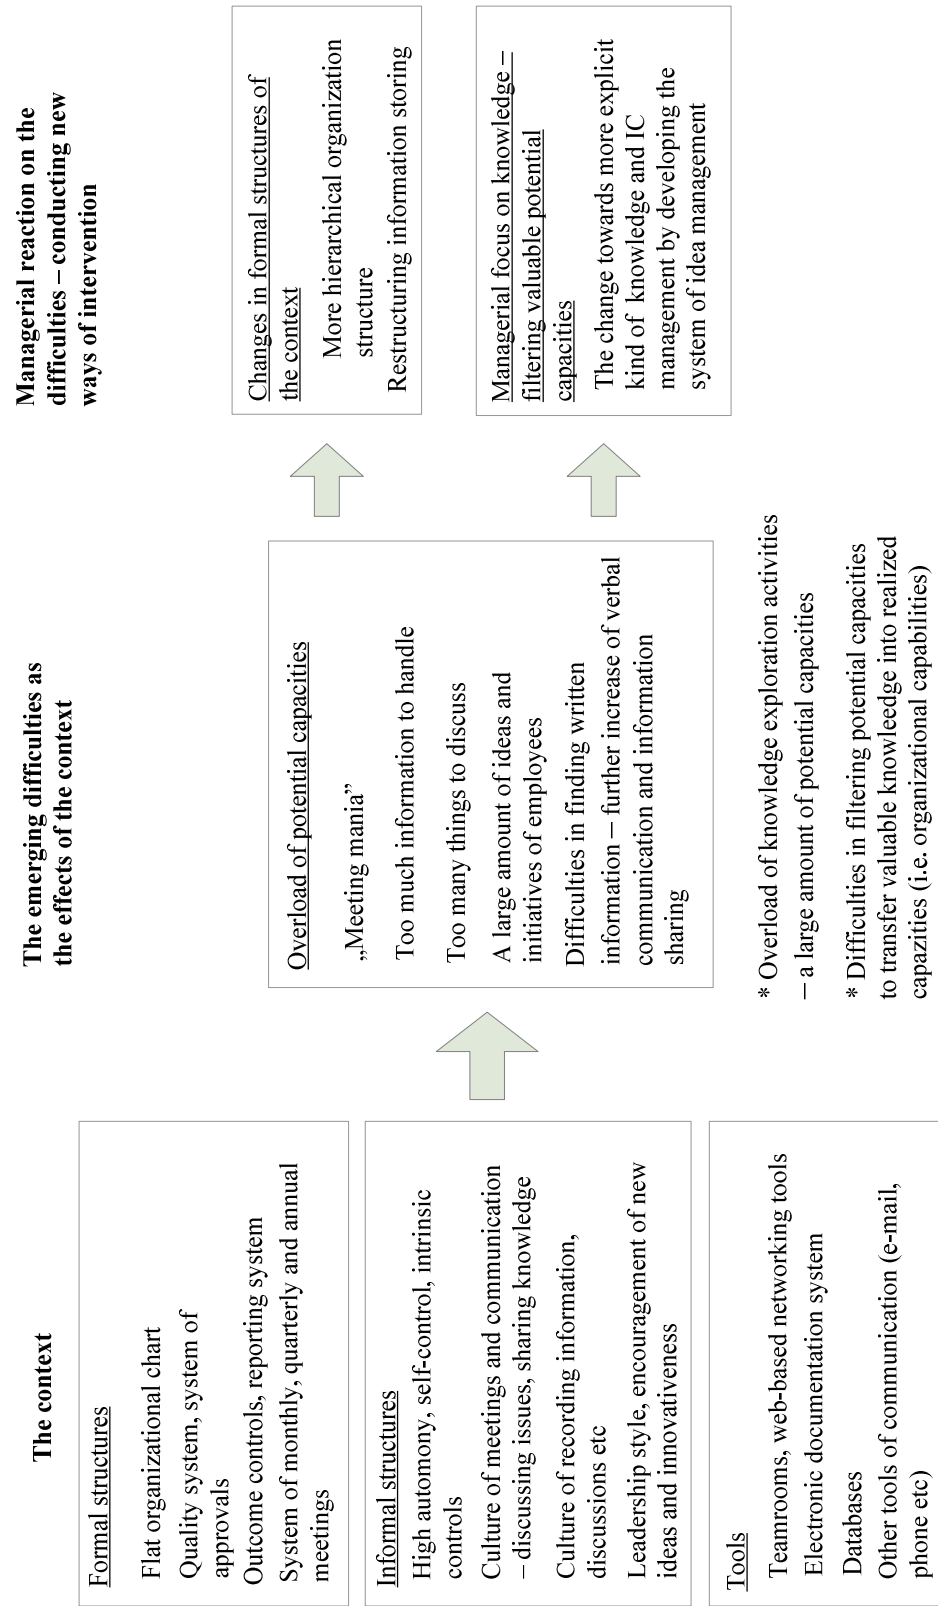 The context
Formal structures
Flat organizational chart
Quality system, system of
approvals
Outcome controls, reporting system
System of monthly, quarterly and annual
meetings
Informal structures
High autonomy, self-control, intrinsic
controls
Culture of meetings and communication
– discussing issues, sharing knowledge
Culture of recording information,
discussions etc
Leadership style, encouragement of new
ideas and innovativeness
Tools
Teamrooms, web-based networking tools
Electronic documentation system
Databases
Other tools of communication (e-mail,
phone etc)
The emerging difficulties as
the effects of the context
Overload of potential capacities
„Meeting mania”
Too much information to handle
Too many things to discuss
A large amount of ideas and
initiatives of employees
Difficulties in finding written
information – further increase of verbal
communication and information
sharing
* Overload of knowledge exploration activities
– a large amount of potential capacities
* Difficulties in filtering potential capacities
to transfer valuable knowledge into realized
capazities (i.e. organizational capabilities)
Managerial reaction on the
difficulties – conducting new
ways of intervention
Changes in formal structures of
the context
More hierarchical organization
structure
Restructuring information storing
Managerial focus on knowledge –
filtering valuable potential
capacities
The change towards more explicit
kind of knowledge and IC
management by developing the
system of idea management